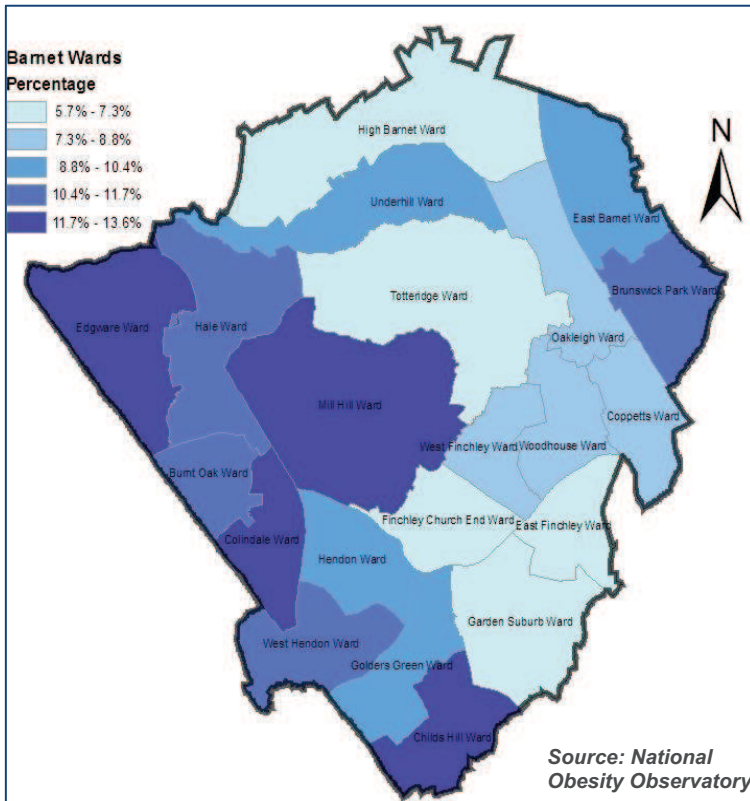 Barnet Wards
Percentage
5.7% - 7.3%
7.3% - 8.8%
8.8% - 10.4%
10.4% - 11.7%
11.7% - 13.6%
N
High Barnet Ward
Underhill Ward
East Barnet Ward
Totteridge Ward
Brunswick Park Ward
Edgware Ward
Hale Ward
Oakleigh Ward
Mill Hill Ward
Coppetts Ward
West Finchley Ward
Woodhouse Ward
Burnt Oak Ward
Finchley Church End Ward
East Finchley Ward
Colindale Ward
Hendon Ward
Garden Suburb Ward
West Hendon Ward
Golders Green Ward
Childs Hill Ward
Source: National
Obesity Observatory